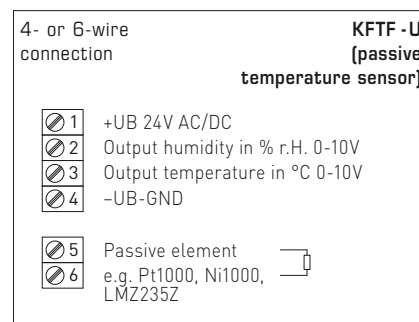 4- or 6-wire
connection
KFTF - U
(passive
temperature sensor)
1 +UB 24V AC/DC
2 Output humidity in % r.H. 0-10V
3 Output temperature in °C 0-10V
4 –UB-GND
5 Passive element
6 e.g. Pt1000, Ni1000,
LMZ235Z